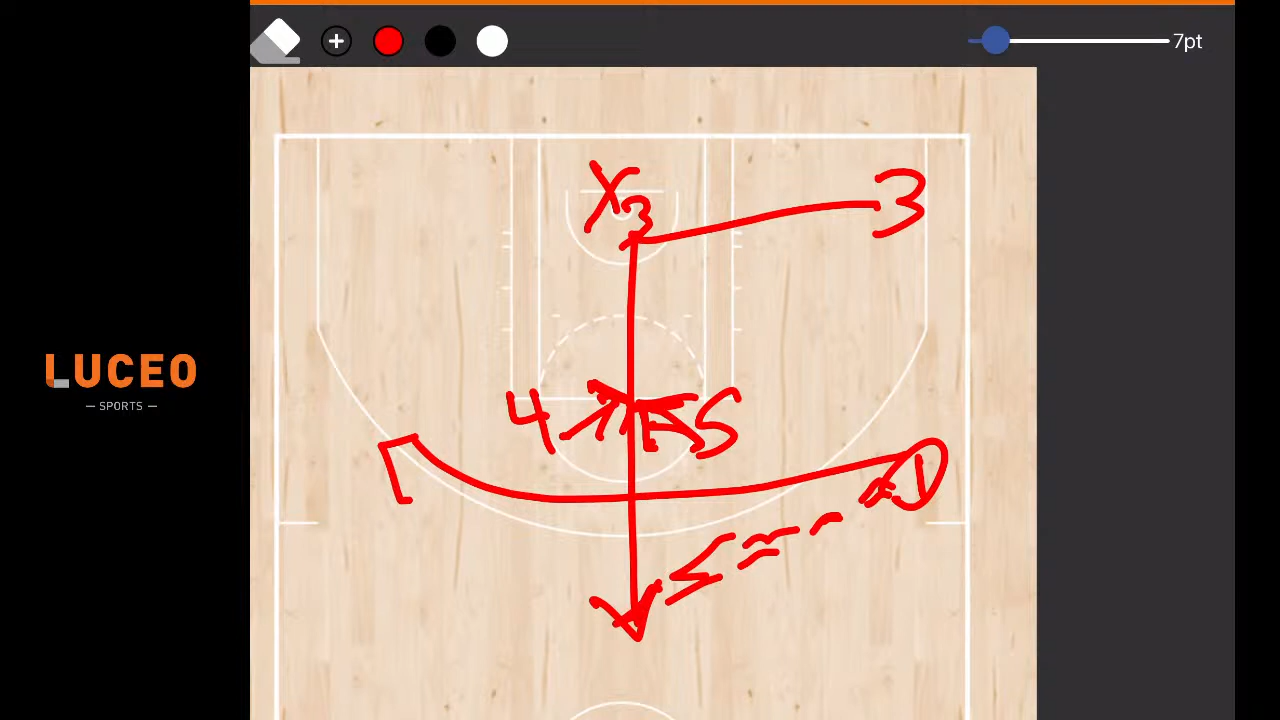 7pt
X3
3
4 5
1
LUCEO
— SPORTS —